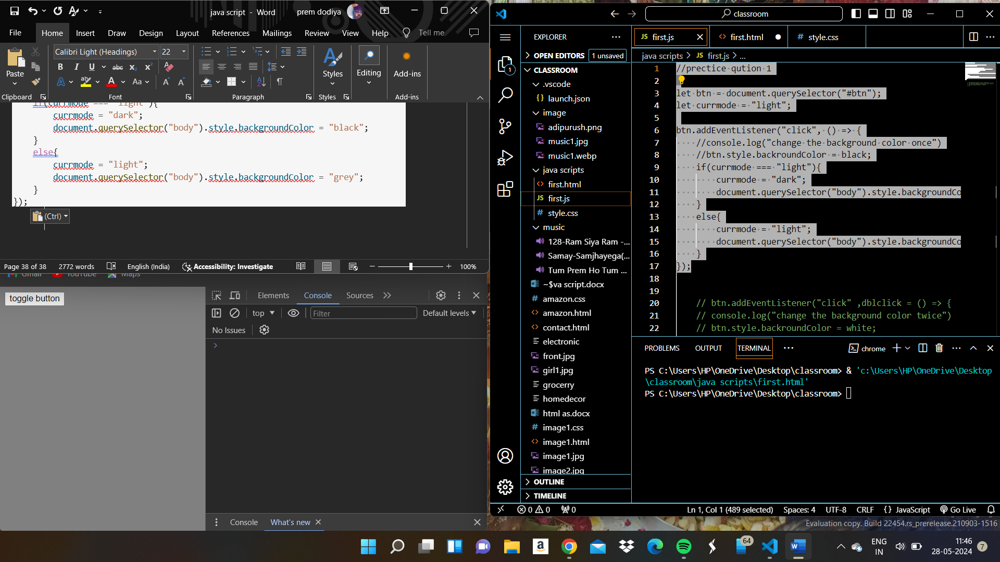 java script - Word
prem dodiya
File
Home
Insert
Draw
Design
Layout
References
Mailings
Review
View
Help
Tell me
Paste
Clipboard
Calibri Light (Headings)
22
B
I
U
abc
Aa
Font
Paragraph
Styles
Styles
Editing
Add-ins
Add-ins
if(currmode === "light"){
currmode = "dark";
document.querySelector("body").style.backgroundColor = "black";
}
else{
currmode = "light";
document.querySelector("body").style.backgroundColor = "grey";
}
});
(Ctrl)
Page 38 of 38
2772 words
English (India)
Accessibility: Investigate
100%
Gmail
YouTube
Maps
toggle button
Elements
Console
Sources
top
Filter
Default levels
No Issues
Console
What's new
classroom
EXPLORER
OPEN EDITORS
1 unsaved
CLASSROOM
.vscode
launch.json
image
adipurush.png
music1.jpg
music1.webp
java scripts
first.html
first.js
style.css
music
128-Ram Siya Ram -...
Samay-Samjhayega(...
Tum Prem Ho Tum ...
~$va script.docx
amazon.css
amazon.html
contact.html
electronic
front.jpg
girl1.jpg
grocerry
homedecor
html as.docx
image1.css
image1.html
image1.jpg
image2.jpg
OUTLINE
TIMELINE
JS first.js
first.html
# style.css
java scripts > JS first.js > ...
1 //prectice qution 1
2
3 let btn = document.querySelector("#btn");
4 let currmode = "light";
5
6 btn.addEventListener("click", () => {
7 //console.log("change the background color once")
8 //btn.style.backroundColor = black;
9 if(currmode === "light"){
10 currmode = "dark";
11 document.querySelector("body").style.backgroundCo
12 }
13 else{
14 currmode = "light";
15 document.querySelector("body").style.backgroundCo
16 }
17 });
18
19
20 // btn.addEventListener("click" ,dblclick = () => {
21 // console.log("change the background color twice")
22 // btn.style.backroundColor = white;
PROBLEMS
OUTPUT
TERMINAL
chrome
PS C:\Users\HP\OneDrive\Desktop\classroom> & 'c:\Users\HP\OneDrive\Desktop
\classroom\java scripts\first.html'
PS C:\Users\HP\OneDrive\Desktop\classroom>
0
0
0
Ln 1, Col 1 (489 selected)
Spaces: 4
UTF-8
CRLF
{} JavaScript
Go Live
Evaluation copy. Build 22454.rs_prerelease.210903-1516
64
ENG
IN
11:46
28-05-2024
7